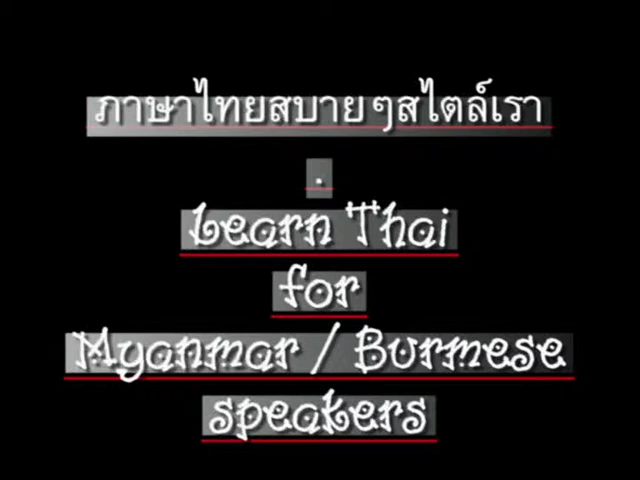 ภาษาไทยสบายๆสไตล์เรา
.
Learn Thai
for
Myanmar / Burmese
speakers